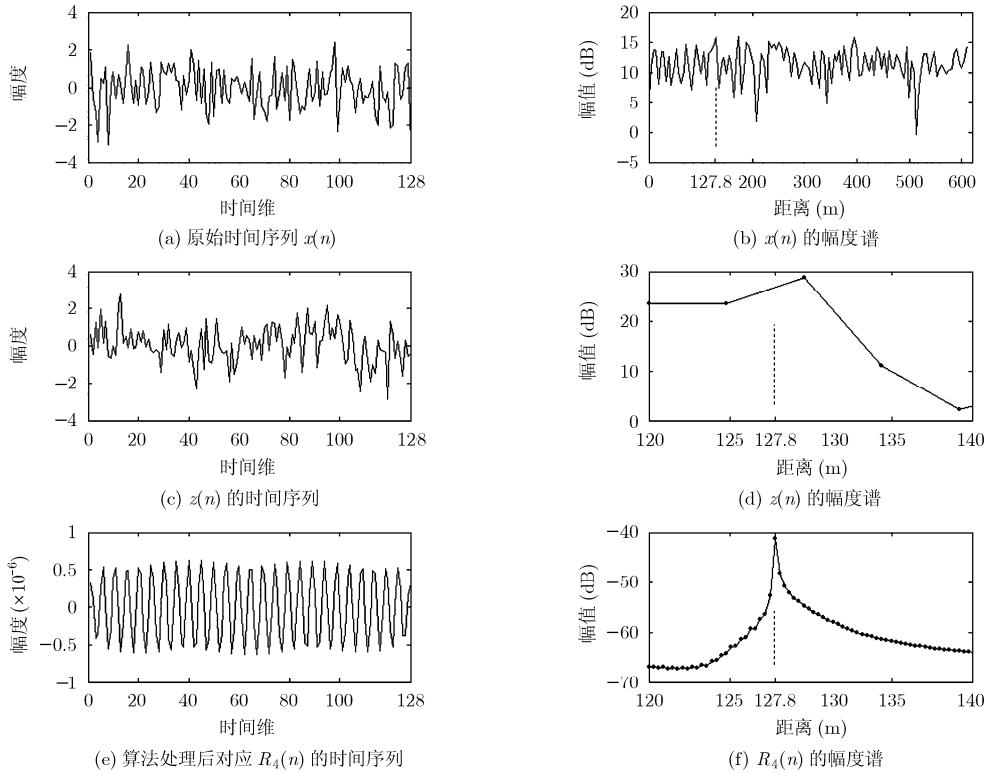 4
2
0
−2
−4
幅度
0 20 40 60 80 100 128
时间维
(a) 原始时间序列 x(n)
20
15
10
5
0
−5
幅值 (dB)
0 127.8 200 300 400 500 600
距离 (m)
(b) x(n) 的幅度谱
4
2
0
−2
−4
幅度
0 20 40 60 80 100 128
时间维
(c) z(n) 的时间序列
30
20
10
0
幅值 (dB)
120 125 127.8 130 135 140
距离 (m)
(d) z(n) 的幅度谱
1
0.5
0
−0.5
−1
幅度 (×10⁻⁶)
0 20 40 60 80 100 128
时间维
(e) 算法处理后对应 R₄(n) 的时间序列
−40
−50
−60
−70
幅值 (dB)
120 125 127.8 130 135 140
距离 (m)
(f) R₄(n) 的幅度谱